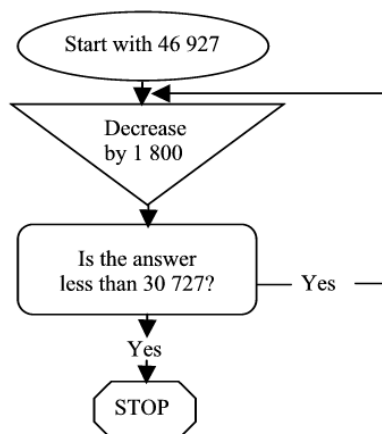 Start with 46 927
Decrease
by 1 800
Is the answer
less than 30 727?
Yes
Yes
STOP